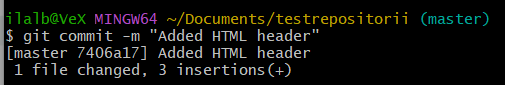 ilalb@VeX MINGW64 ~/Documents/testrepositorii (master)
$ git commit -m "Added HTML header"
[master 7406a17] Added HTML header
 1 file changed, 3 insertions(+)